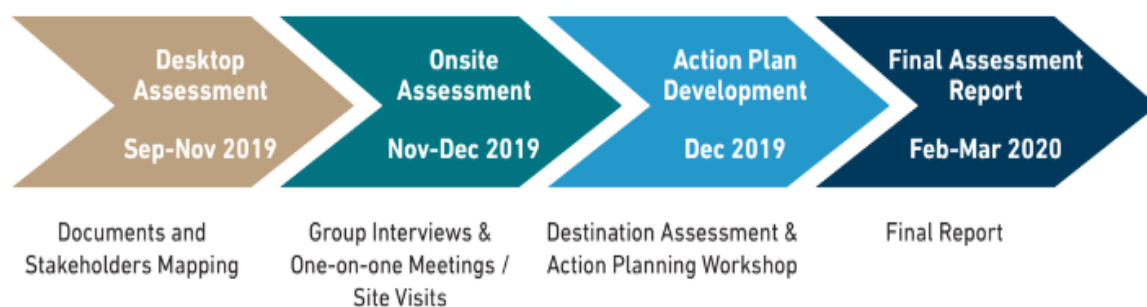 Desktop
Assessment
Sep-Nov 2019
Onsite
Assessment
Nov-Dec 2019
Action Plan
Development
Dec 2019
Final Assessment
Report
Feb-Mar 2020
Documents and
Stakeholders Mapping
Group Interviews &
One-on-one Meetings /
Site Visits
Destination Assessment &
Action Planning Workshop
Final Report